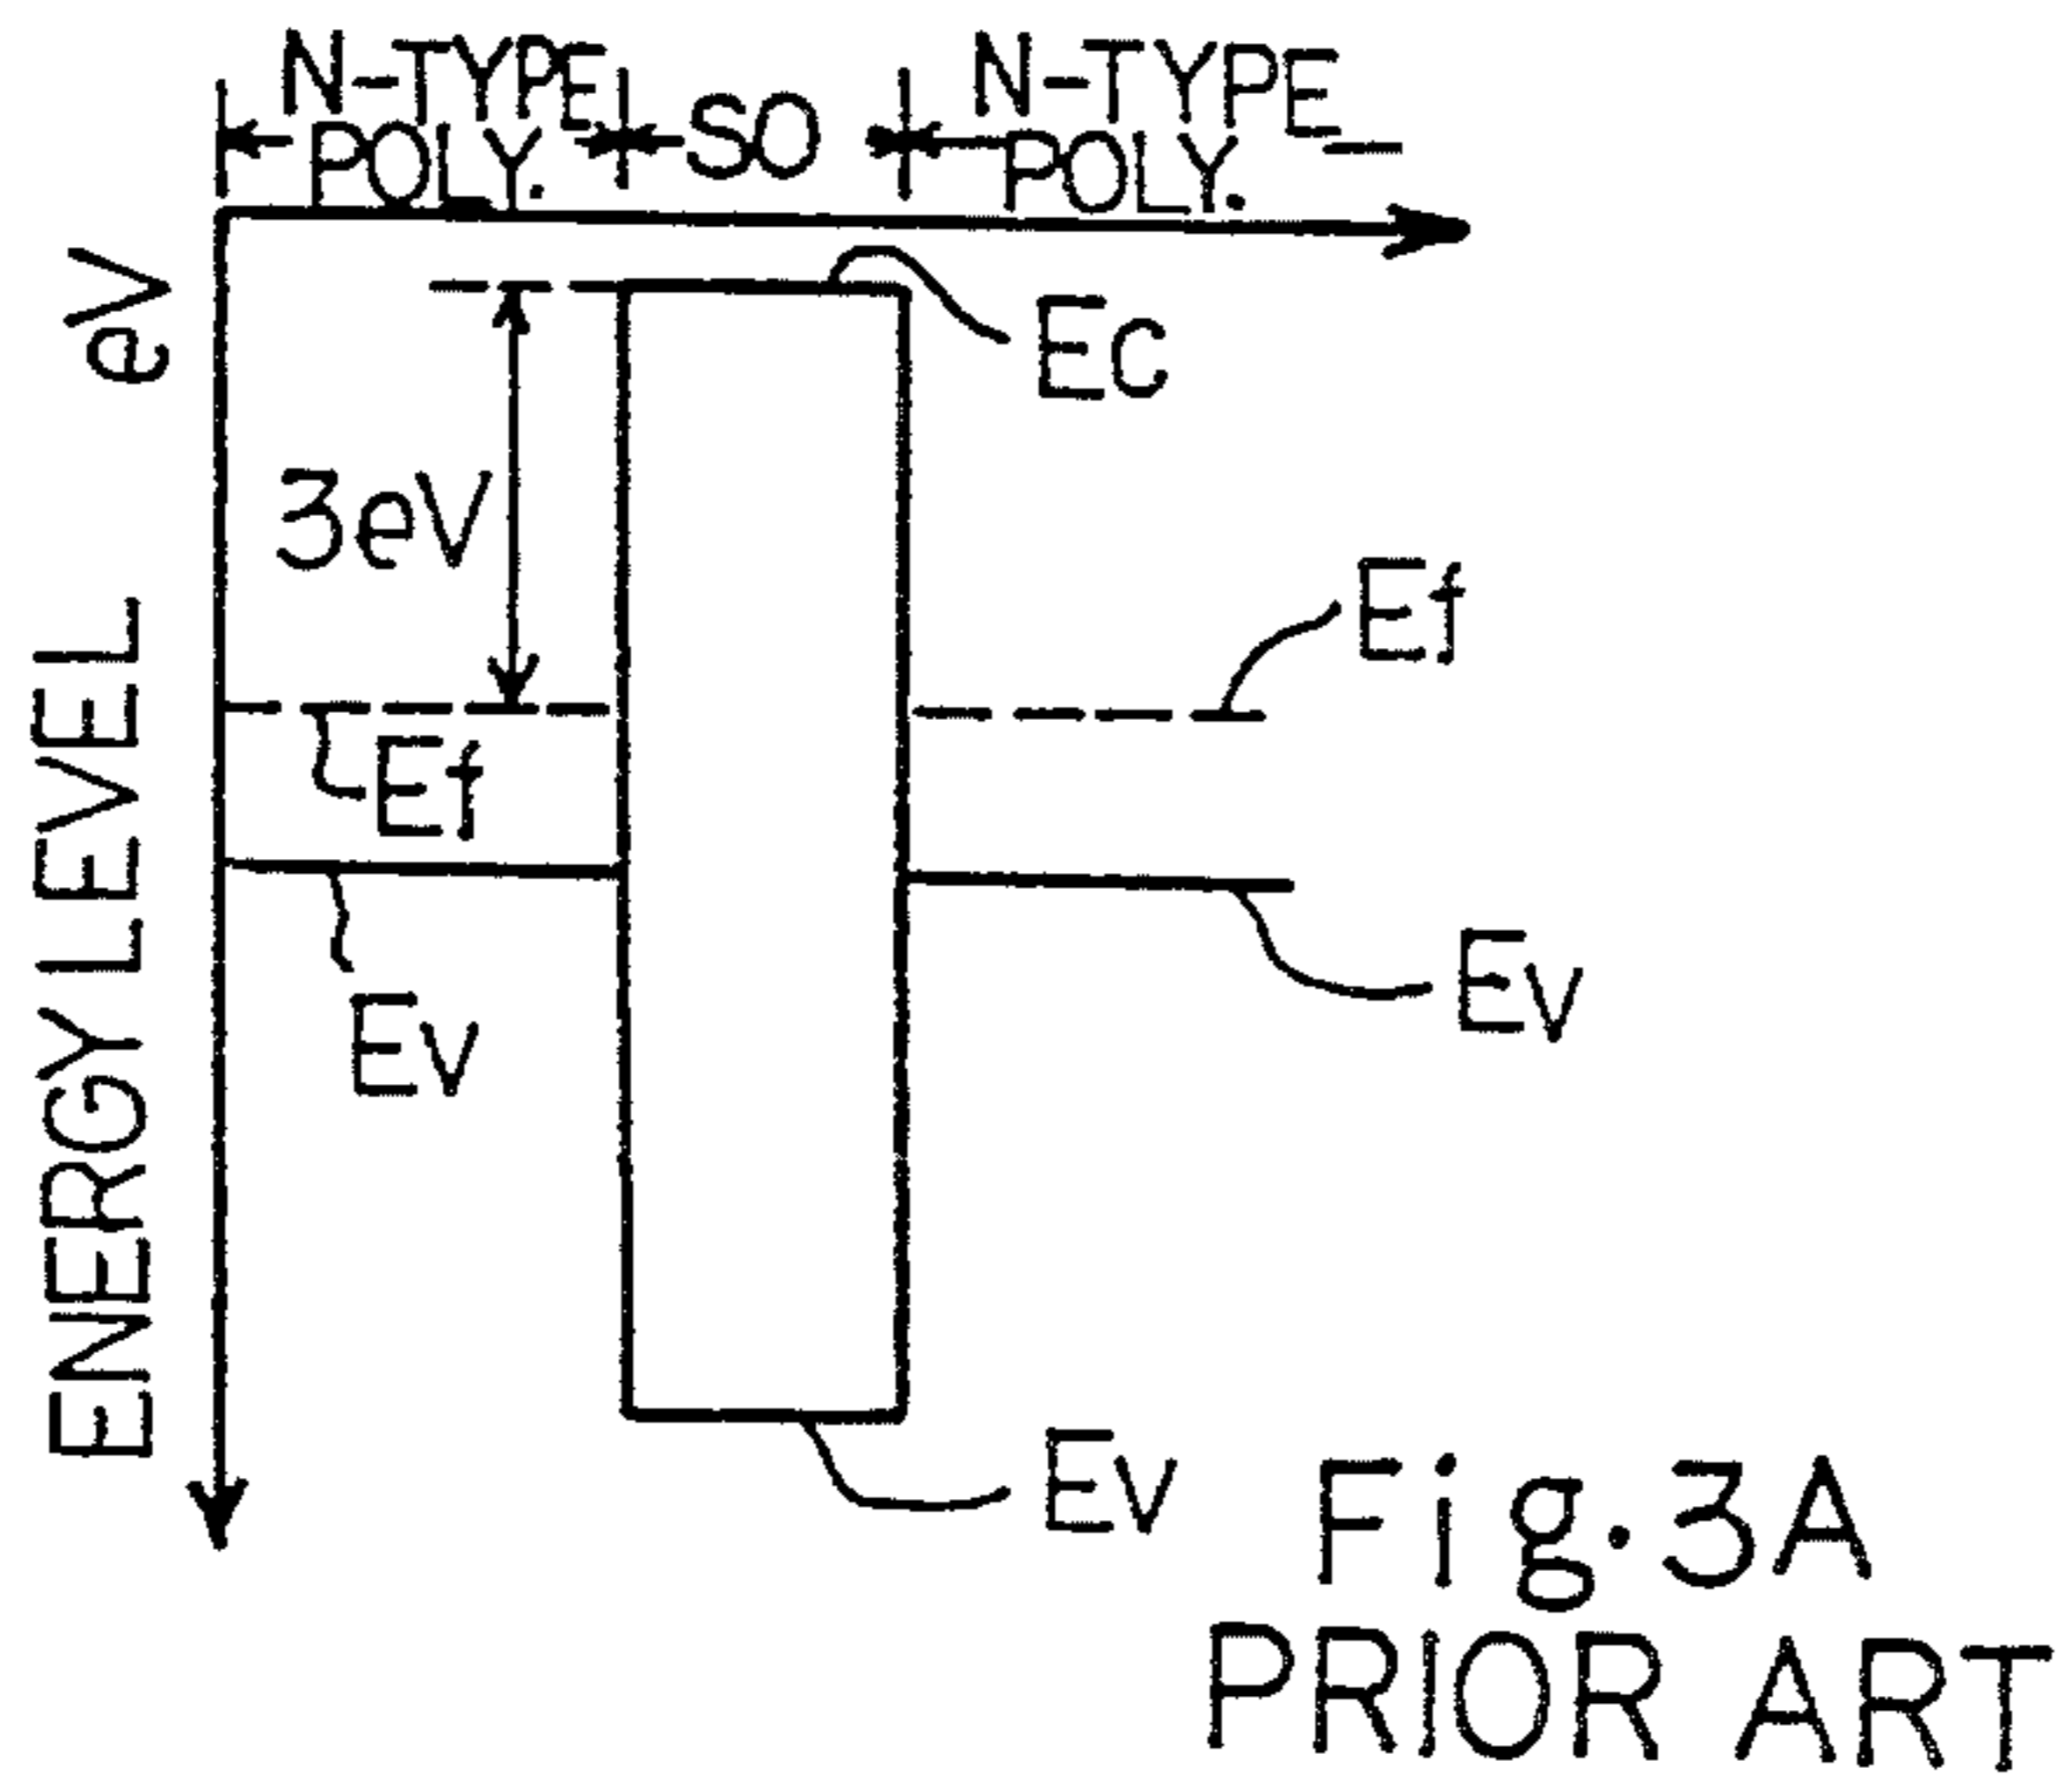 N-TYPE
POLY.
SO
N-TYPE
POLY.
eV
ENERGY LEVEL
EC
3eV
Ef
Ef
Ev
Ev
Ev
Fig.3A
PRIOR ART